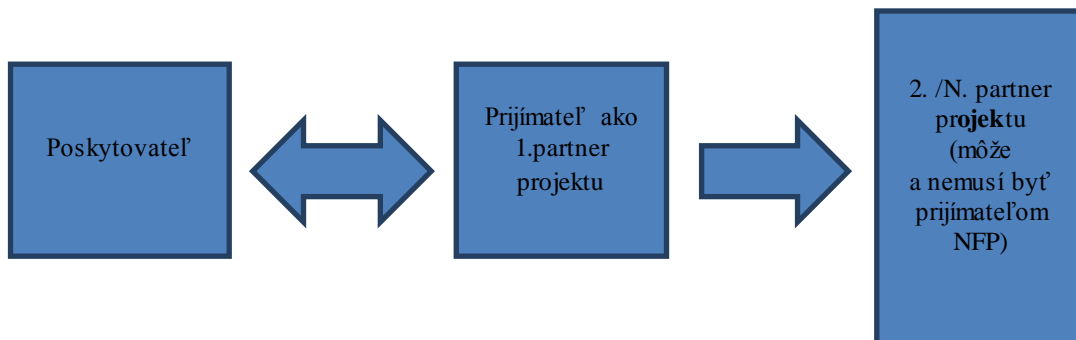 Poskytovateľ
Prijímateľ ako
1.partner
projektu
2. /N. partner
projektu
(môže
a nemusí byť
prijímateľom
NFP)